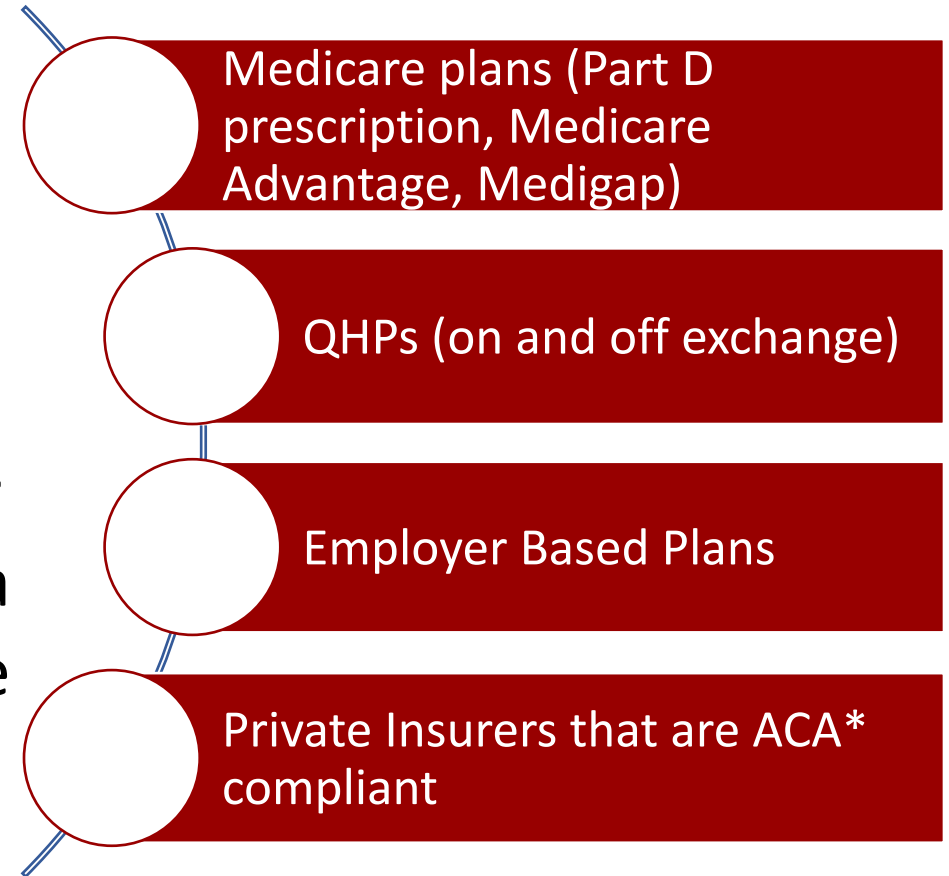 Medicare plans (Part D
prescription, Medicare
Advantage, Medigap)
QHPs (on and off exchange)
Employer Based Plans
Private Insurers that are ACA*
compliant